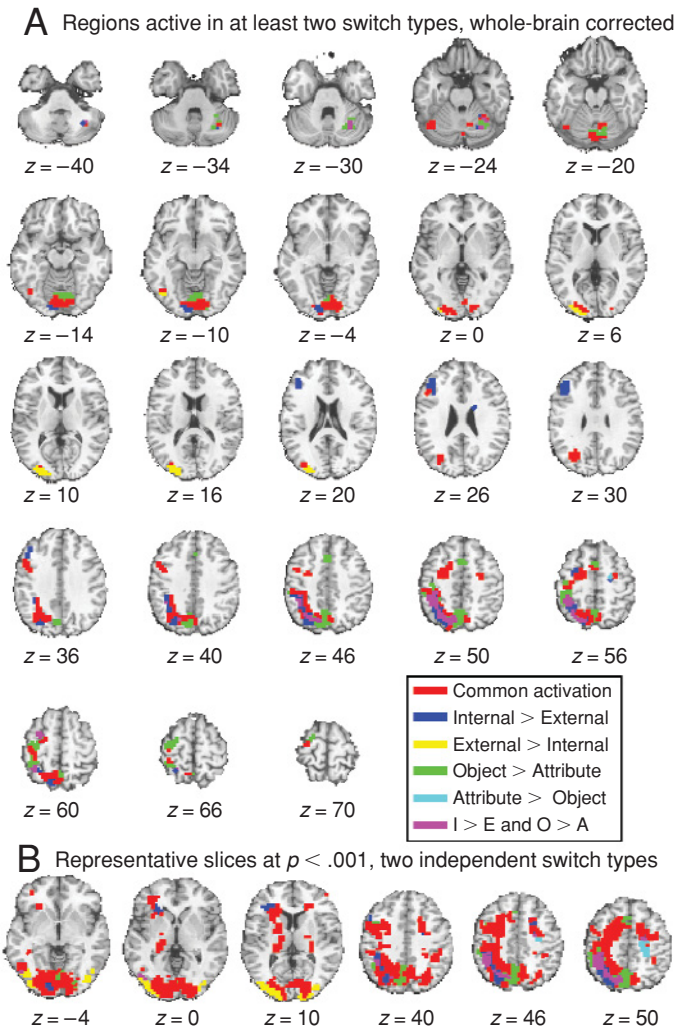 A Regions active in at least two switch types, whole-brain corrected
z = −40 z = −34 z = −30 z = −24 z = −20
z = −14 z = −10 z = −4 z = 0 z = 6
z = 10 z = 16 z = 20 z = 26 z = 30
z = 36 z = 40 z = 46 z = 50 z = 56
z = 60 z = 66 z = 70
Common activation
Internal > External
External > Internal
Object > Attribute
Attribute > Object
I > E and O > A
B Representative slices at p < .001, two independent switch types
z = −4 z = 0 z = 10 z = 40 z = 46 z = 50